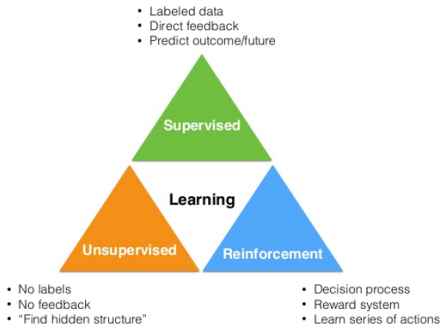 • Labeled data
• Direct feedback
• Predict outcome/future
Supervised
Learning
Unsupervised
Reinforcement
• No labels
• No feedback
• “Find hidden structure”
• Decision process
• Reward system
• Learn series of actions